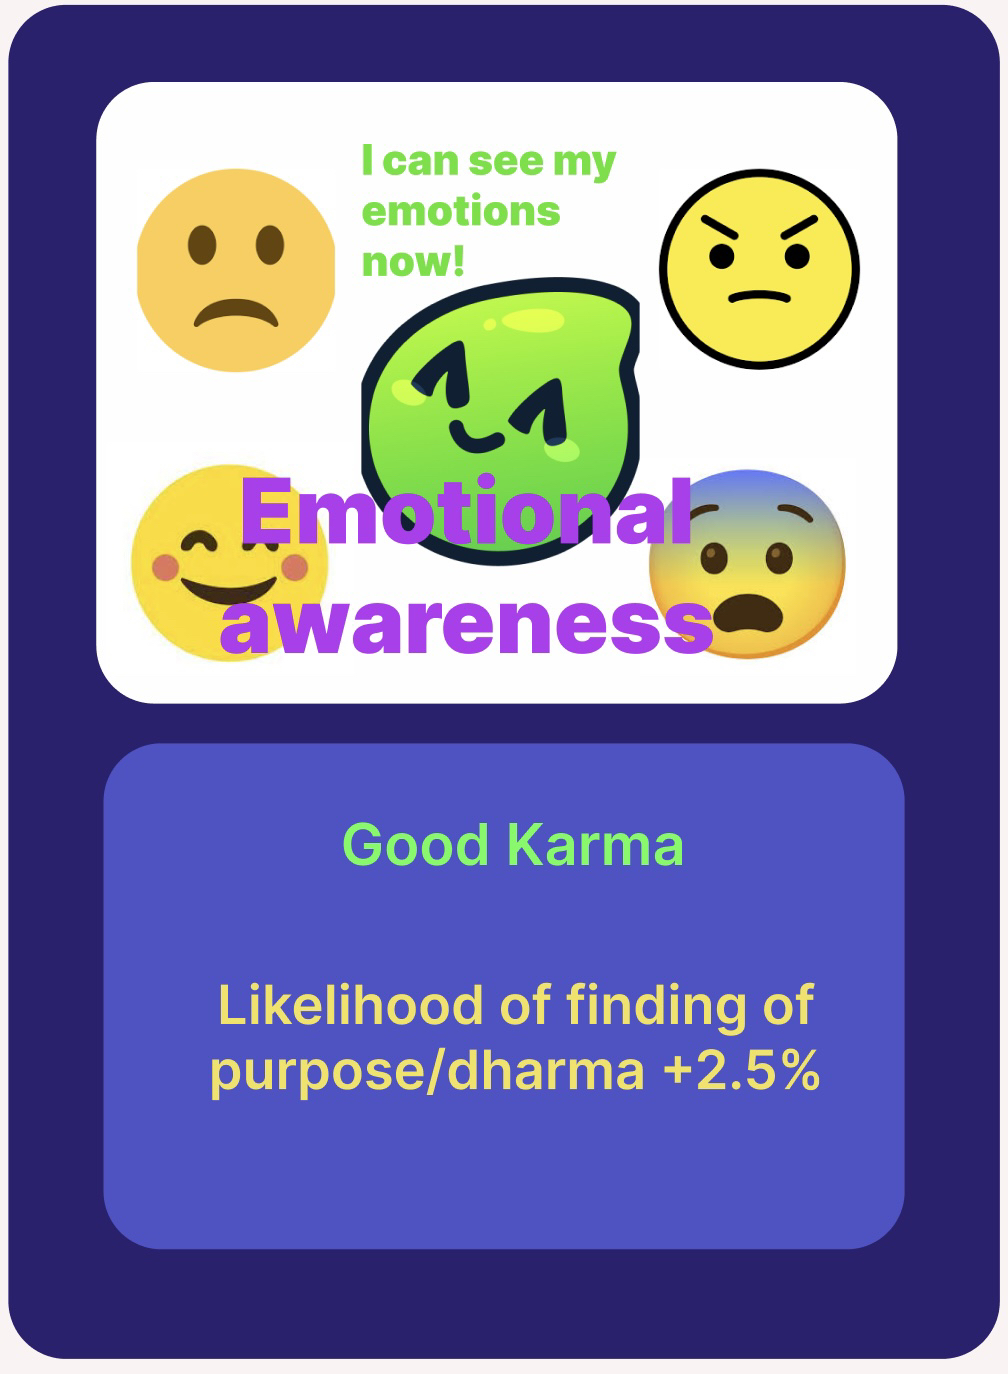 I can see my
emotions
now!
Emotional
awareness
Good Karma
Likelihood of finding of
purpose/dharma +2.5%